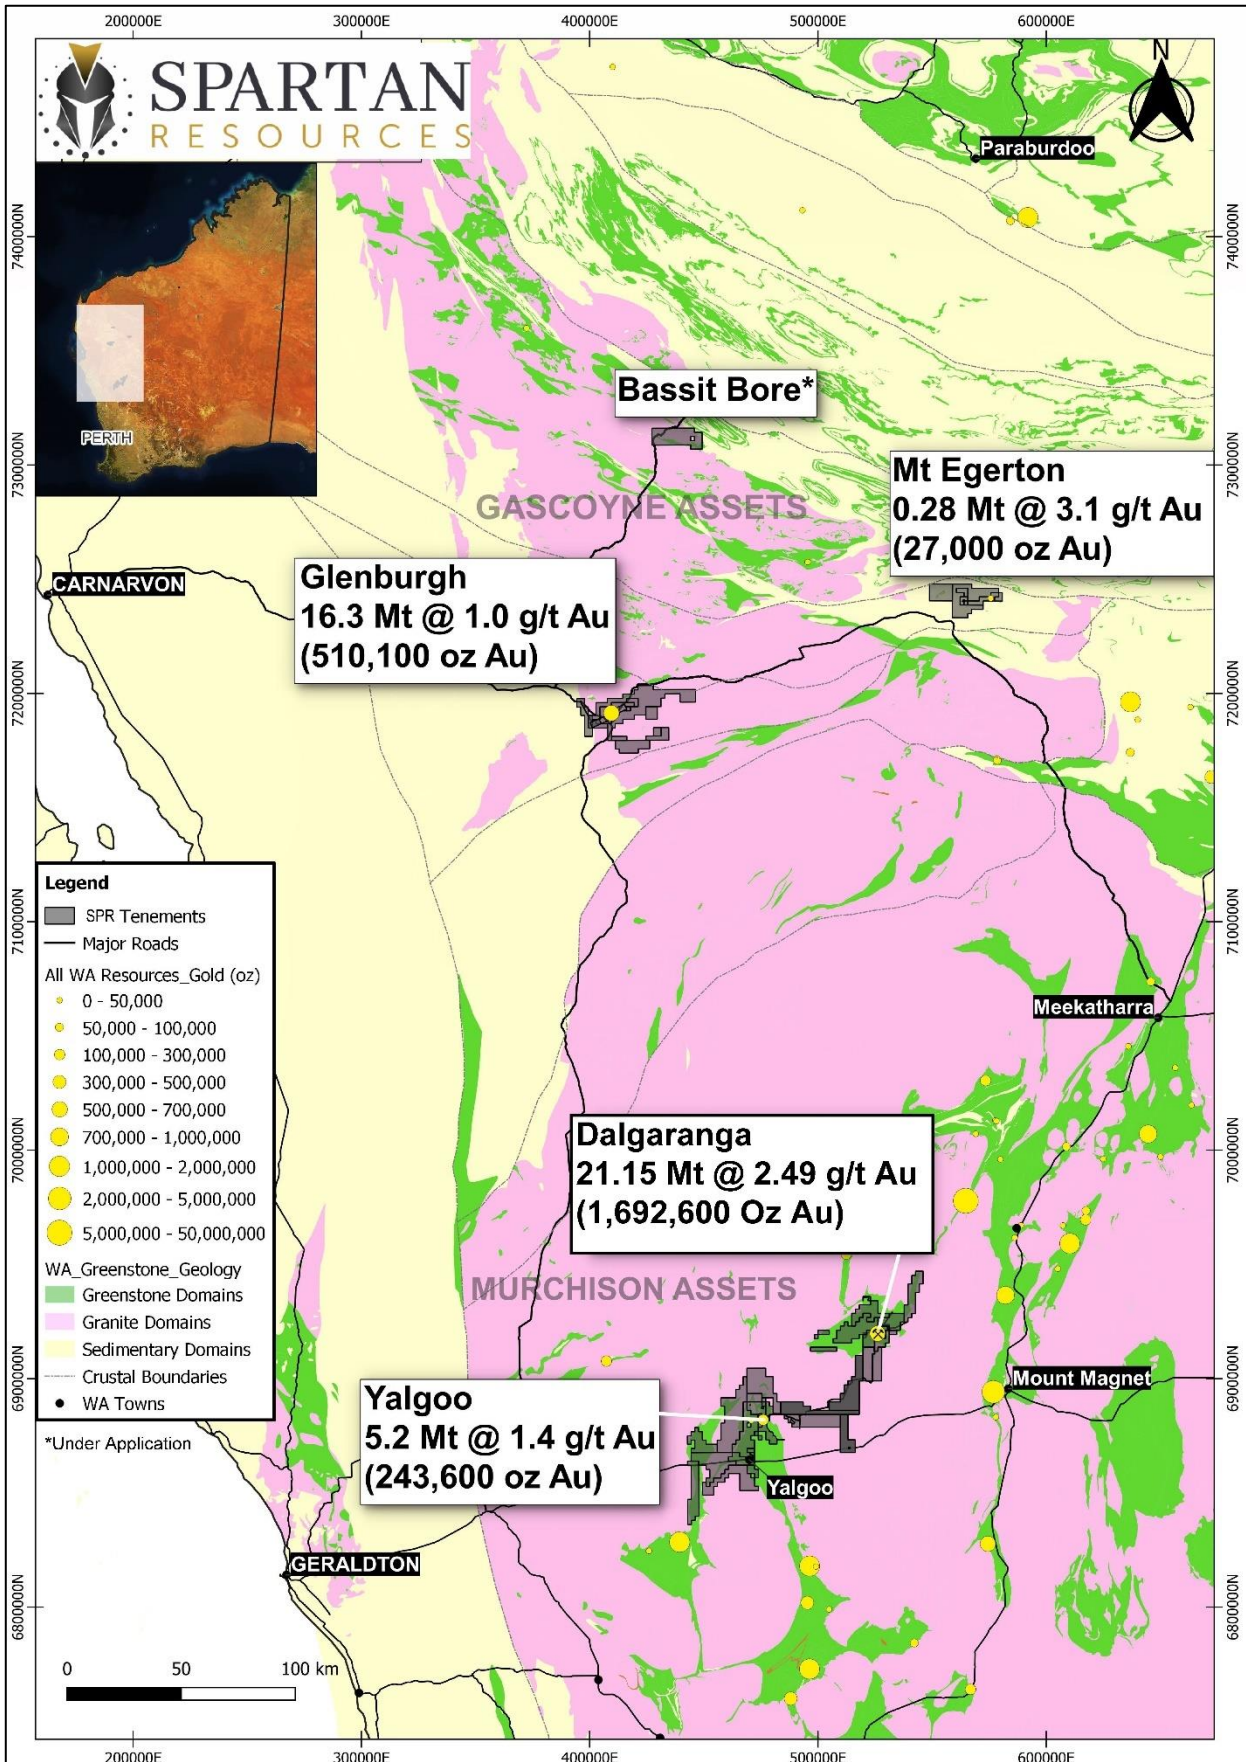 200000E 300000E 400000E 500000E 600000E
SPARTAN
RESOURCES
N
Paraburdoo
7400000N 7400000N
PERTH
Bassit Bore*
7300000N 7300000N
Mt Egerton
0.28 Mt @ 3.1 g/t Au
(27,000 oz Au)
GASCOYNE ASSETS
CARNARVON
Glenburgh
16.3 Mt @ 1.0 g/t Au
(510,100 oz Au)
7200000N 7200000N
Legend
SPR Tenements
Major Roads
All WA Resources_Gold (oz)
0 - 50,000
50,000 - 100,000
100,000 - 300,000
300,000 - 500,000
500,000 - 700,000
700,000 - 1,000,000
1,000,000 - 2,000,000
2,000,000 - 5,000,000
5,000,000 - 50,000,000
WA_Greenstone_Geology
Greenstone Domains
Granite Domains
Sedimentary Domains
Crustal Boundaries
WA Towns
*Under Application
7100000N 7100000N
Meekatharra
Dalgaranga
21.15 Mt @ 2.49 g/t Au
(1,692,600 Oz Au)
7000000N 7000000N
MURCHISON ASSETS
Mount Magnet
6900000N 6900000N
Yalgoo
5.2 Mt @ 1.4 g/t Au
(243,600 oz Au)
Yalgoo
GERALDTON
6800000N 6800000N
0 50 100 km
200000E 300000E 400000E 500000E 600000E